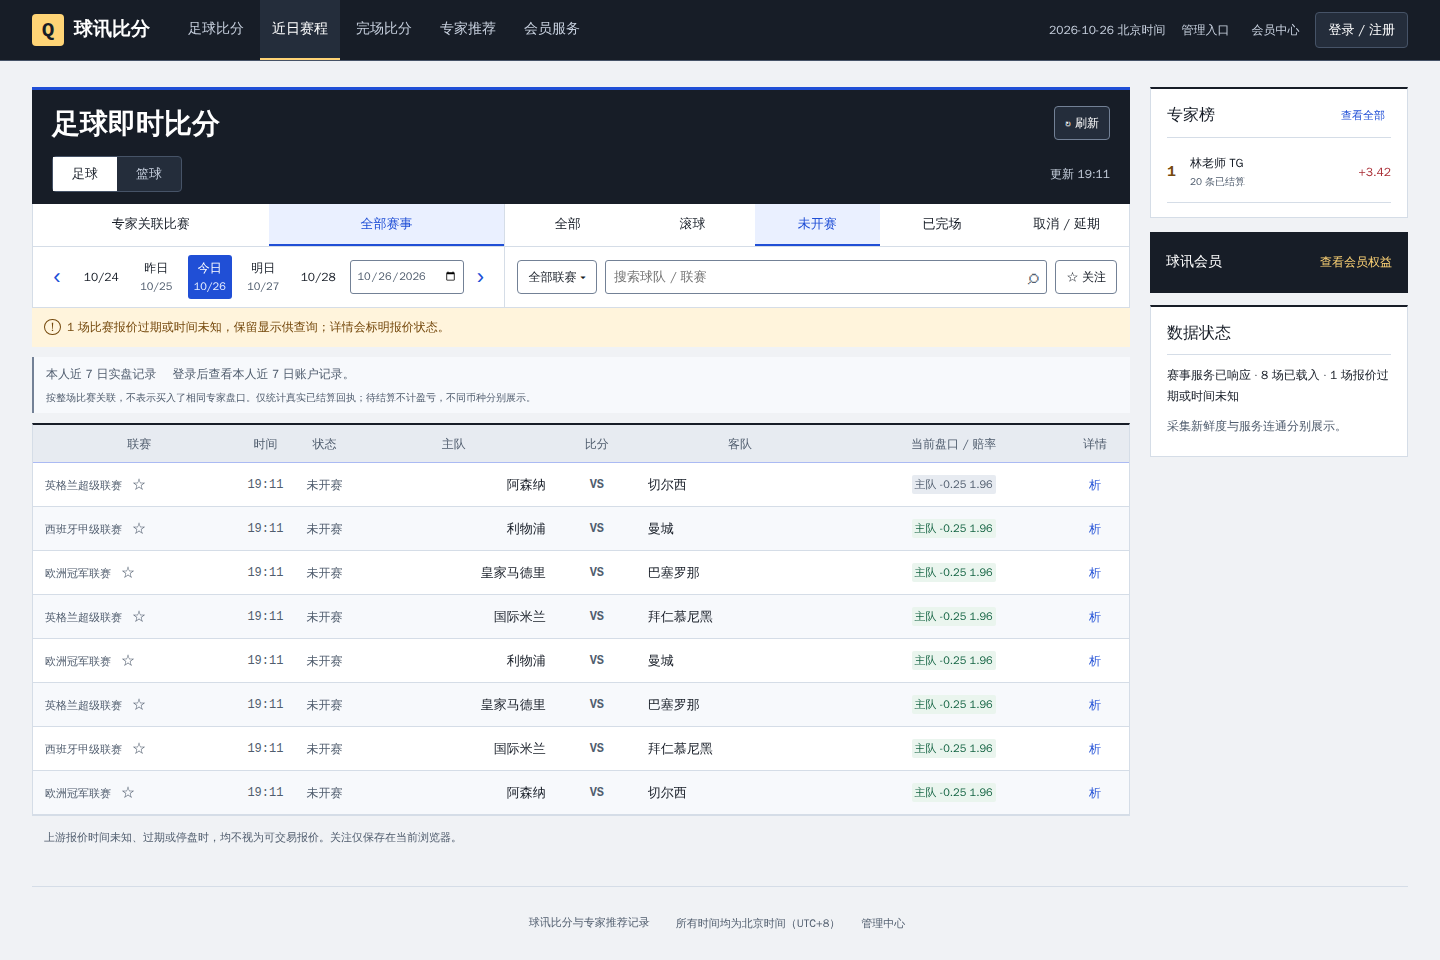 Q 球讯比分 足球比分 近日赛程 完场比分 专家推荐 会员服务 2026-10-26 北京时间 管理入口 会员中心 登录 / 注册
足球即时比分
↻ 刷新
足球 篮球 更新 19:11
专家关联比赛 全部赛事 全部 滚球 未开赛 已完场 取消 / 延期
‹ 10/24 昨日 10/25 今日 10/26 明日 10/27 10/28 10/26/2026 › 全部联赛 搜索球队 / 联赛 ☆ 关注
! 1 场比赛报价过期或时间未知，保留显示供查询；详情会标明报价状态。
本人近 7 日实盘记录 登录后查看本人近 7 日账户记录。
按整场比赛关联，不表示买入了相同专家盘口。仅统计真实已结算回执；待结算不计盈亏，不同币种分别展示。
联赛 时间 状态 主队 比分 客队 当前盘口 / 赔率 详情
英格兰超级联赛 ☆ 19:11 未开赛 阿森纳 VS 切尔西 主队 -0.25 1.96 析
西班牙甲级联赛 ☆ 19:11 未开赛 利物浦 VS 曼城 主队 -0.25 1.96 析
欧洲冠军联赛 ☆ 19:11 未开赛 皇家马德里 VS 巴塞罗那 主队 -0.25 1.96 析
英格兰超级联赛 ☆ 19:11 未开赛 国际米兰 VS 拜仁慕尼黑 主队 -0.25 1.96 析
欧洲冠军联赛 ☆ 19:11 未开赛 利物浦 VS 曼城 主队 -0.25 1.96 析
英格兰超级联赛 ☆ 19:11 未开赛 皇家马德里 VS 巴塞罗那 主队 -0.25 1.96 析
西班牙甲级联赛 ☆ 19:11 未开赛 国际米兰 VS 拜仁慕尼黑 主队 -0.25 1.96 析
欧洲冠军联赛 ☆ 19:11 未开赛 阿森纳 VS 切尔西 主队 -0.25 1.96 析
上游报价时间未知、过期或停盘时，均不视为可交易报价。关注仅保存在当前浏览器。
专家榜 查看全部
1 林老师 TG +3.42
20 条已结算
球讯会员 查看会员权益
数据状态
赛事服务已响应 · 8 场已载入 · 1 场报价过
期或时间未知
采集新鲜度与服务连通分别展示。
球讯比分与专家推荐记录 所有时间均为北京时间（UTC+8） 管理中心